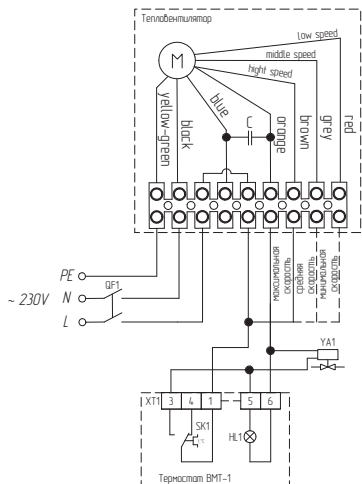 Тепловентилятор
low speed
middle speed
hight speed
M
yellow-green
black
blue
C
orange
brown
grey
red
PE
N
L
~ 230V
QF1
максимальная
скорость
средняя
скорость
минимальная
скорость
YA1
XT1
3
4
1
5
6
SK1
t°C
HL1
Термостат ВМТ-1